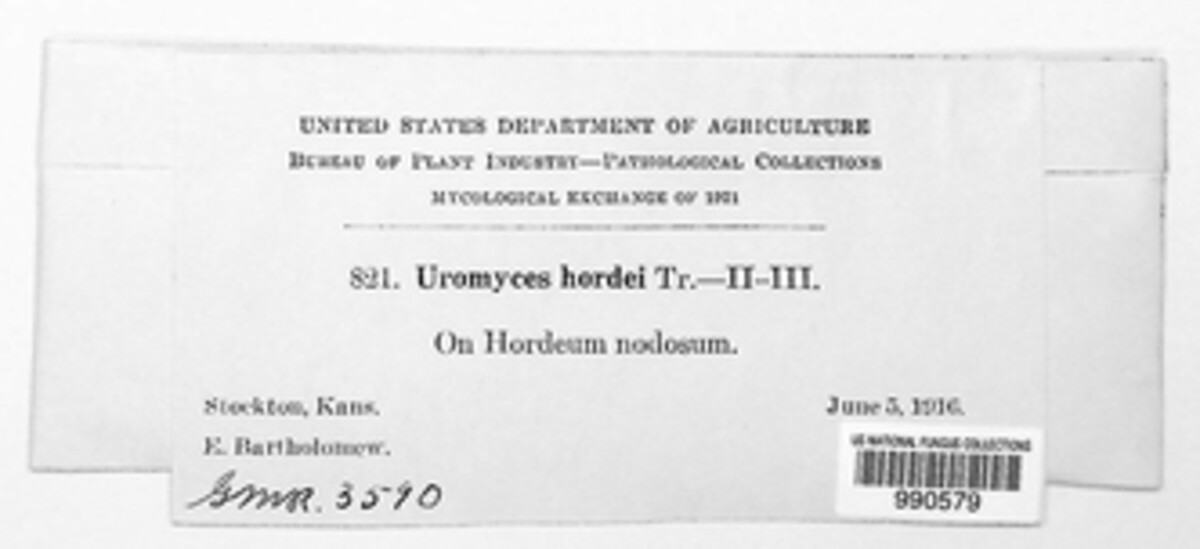 UNITED STATES DEPARTMENT OF AGRICULTURE
BUREAU OF PLANT INDUSTRY—PATHOLOGICAL COLLECTIONS
MYCOLOGICAL EXCHANGE OF 1921
821. Uromyces hordei Tr.—II–III.
On Hordeum nodosum.
Stockton, Kans.
June 5, 1916.
E. Bartholomew.
3590
US NATIONAL FUNGUS COLLECTIONS
990579